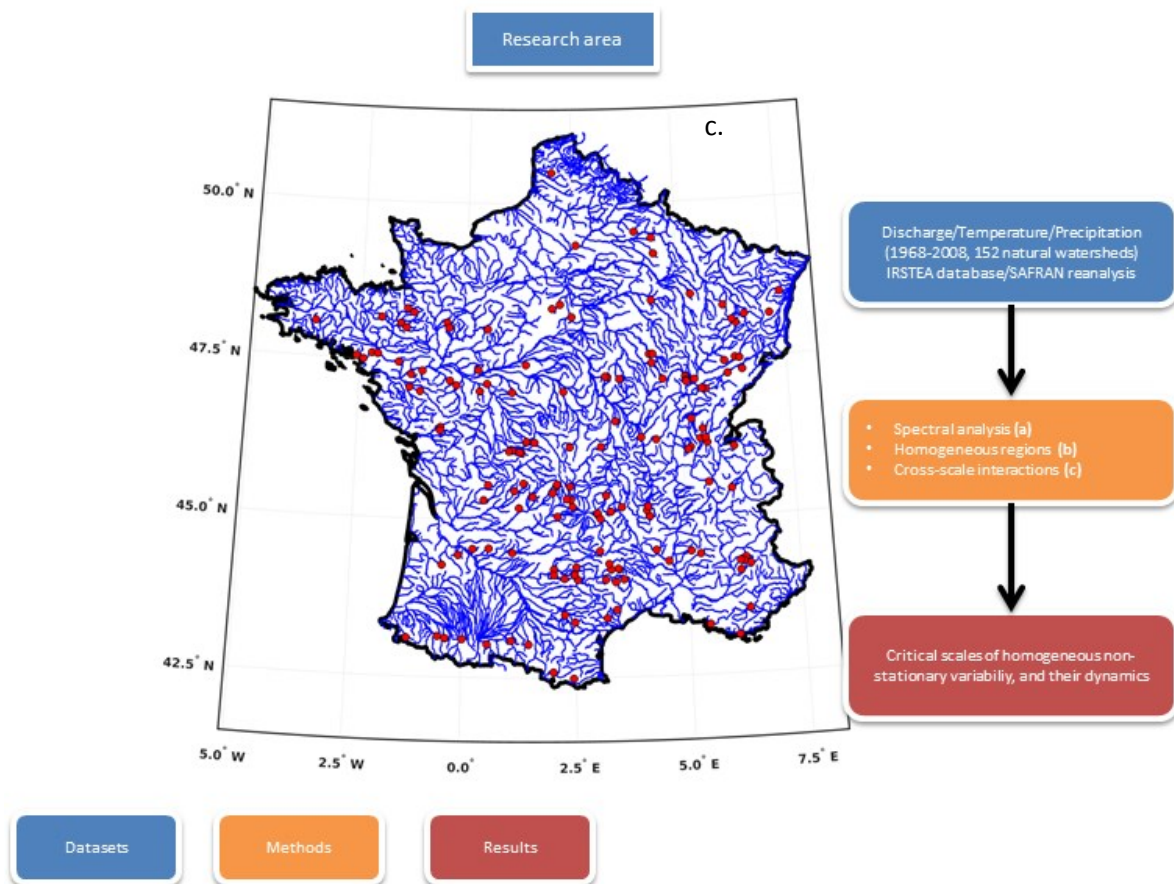 Research area
c.
50.0° N
47.5° N
45.0° N
42.5° N
5.0° W
2.5° W
0.0°
2.5° E
5.0° E
7.5° E
Discharge/Temperature/Precipitation
(1968-2008, 152 natural watersheds)
IRSTEA database/SAFRAN reanalysis
• Spectral analysis (a)
• Homogeneous regions (b)
• Cross-scale interactions (c)
Critical scales of homogeneous non-
stationary variabiliy, and their dynamics
Datasets
Methods
Results